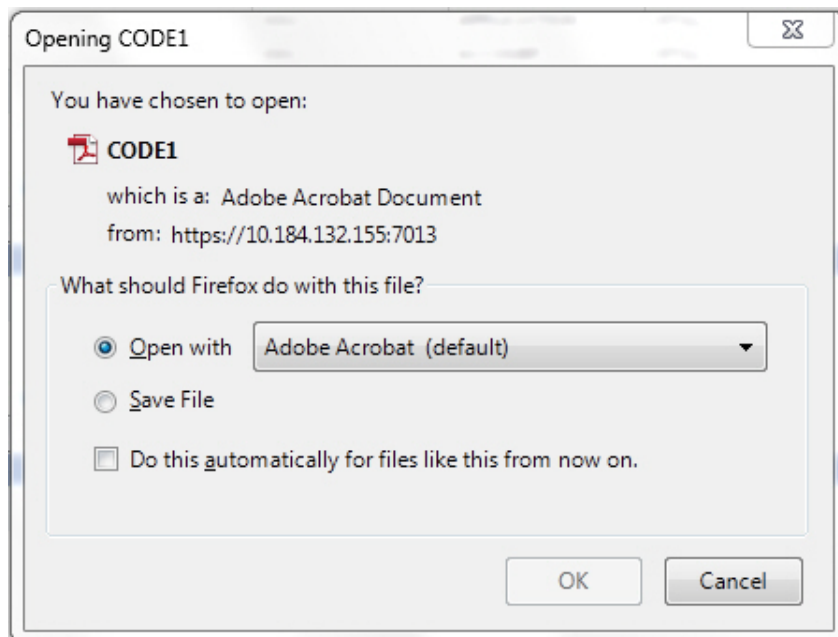 Opening CODE1
You have chosen to open:
CODE1
which is a: Adobe Acrobat Document
from: https://10.184.132.155:7013
What should Firefox do with this file?
Open with Adobe Acrobat (default)
Save File
Do this automatically for files like this from now on.
OK Cancel